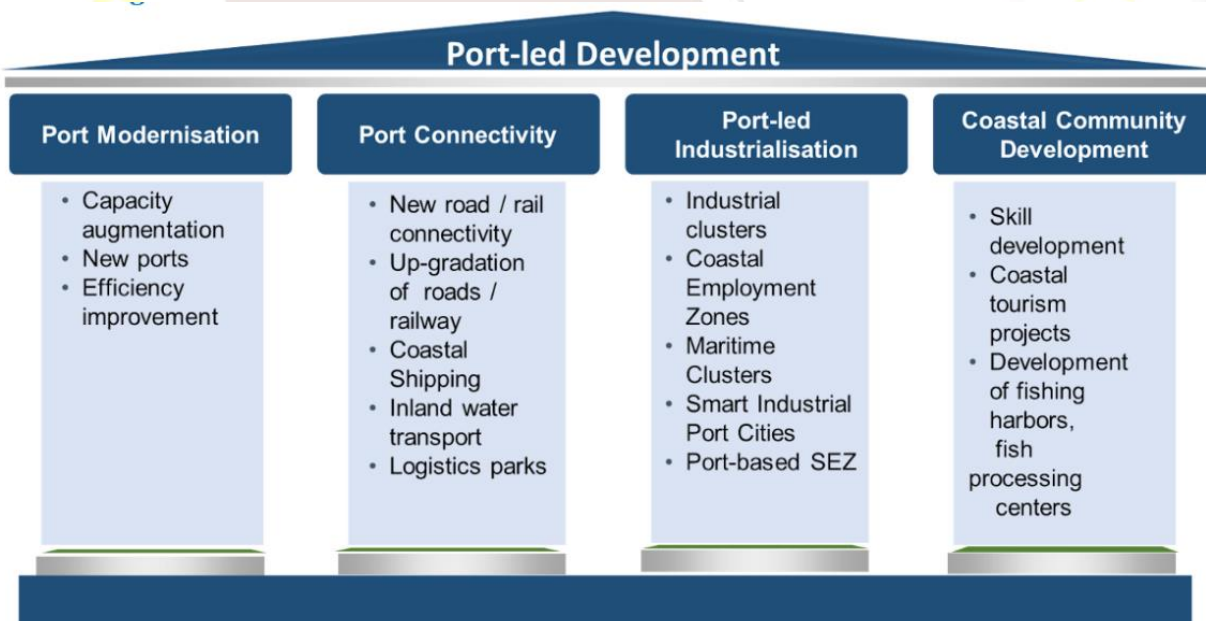 Port-led Development
Port Modernisation
• Capacity
augmentation
• New ports
• Efficiency
improvement
Port Connectivity
• New road / rail
connectivity
• Up-gradation
of roads /
railway
• Coastal
Shipping
• Inland water
transport
• Logistics parks
Port-led
Industrialisation
• Industrial
clusters
• Coastal
Employment
Zones
• Maritime
Clusters
• Smart Industrial
Port Cities
• Port-based SEZ
Coastal Community
Development
• Skill
development
• Coastal
tourism
projects
• Development
of fishing
harbors,
fish
processing
centers